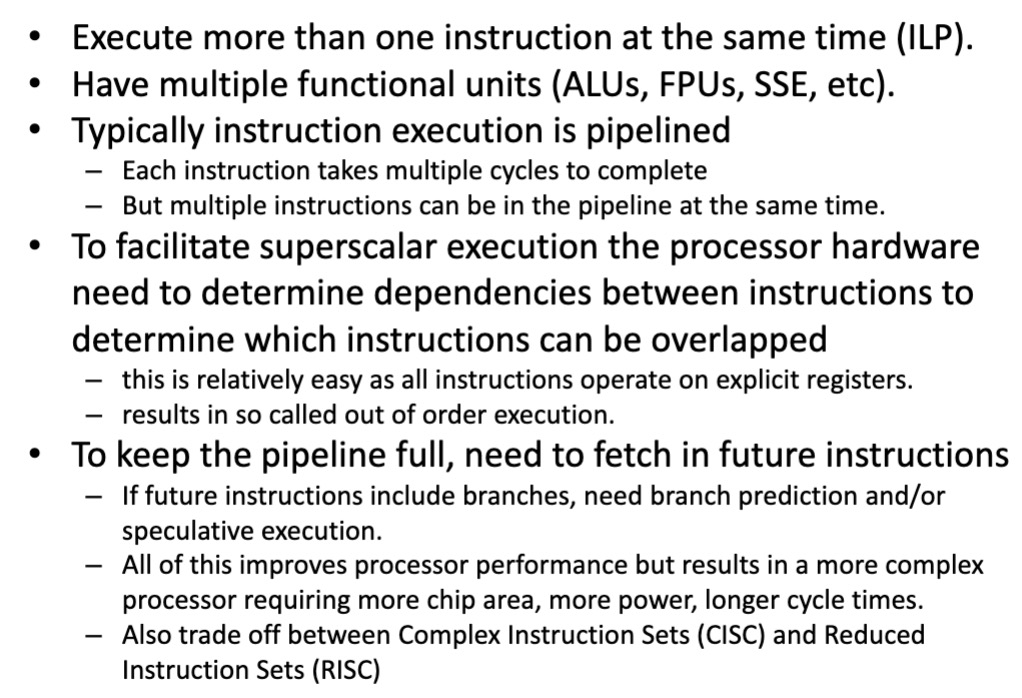 • Execute more than one instruction at the same time (ILP).
• Have multiple functional units (ALUs, FPUs, SSE, etc).
• Typically instruction execution is pipelined
– Each instruction takes multiple cycles to complete
– But multiple instructions can be in the pipeline at the same time.
• To facilitate superscalar execution the processor hardware
need to determine dependencies between instructions to
determine which instructions can be overlapped
– this is relatively easy as all instructions operate on explicit registers.
– results in so called out of order execution.
• To keep the pipeline full, need to fetch in future instructions
– If future instructions include branches, need branch prediction and/or
speculative execution.
– All of this improves processor performance but results in a more complex
processor requiring more chip area, more power, longer cycle times.
– Also trade off between Complex Instruction Sets (CISC) and Reduced
Instruction Sets (RISC)